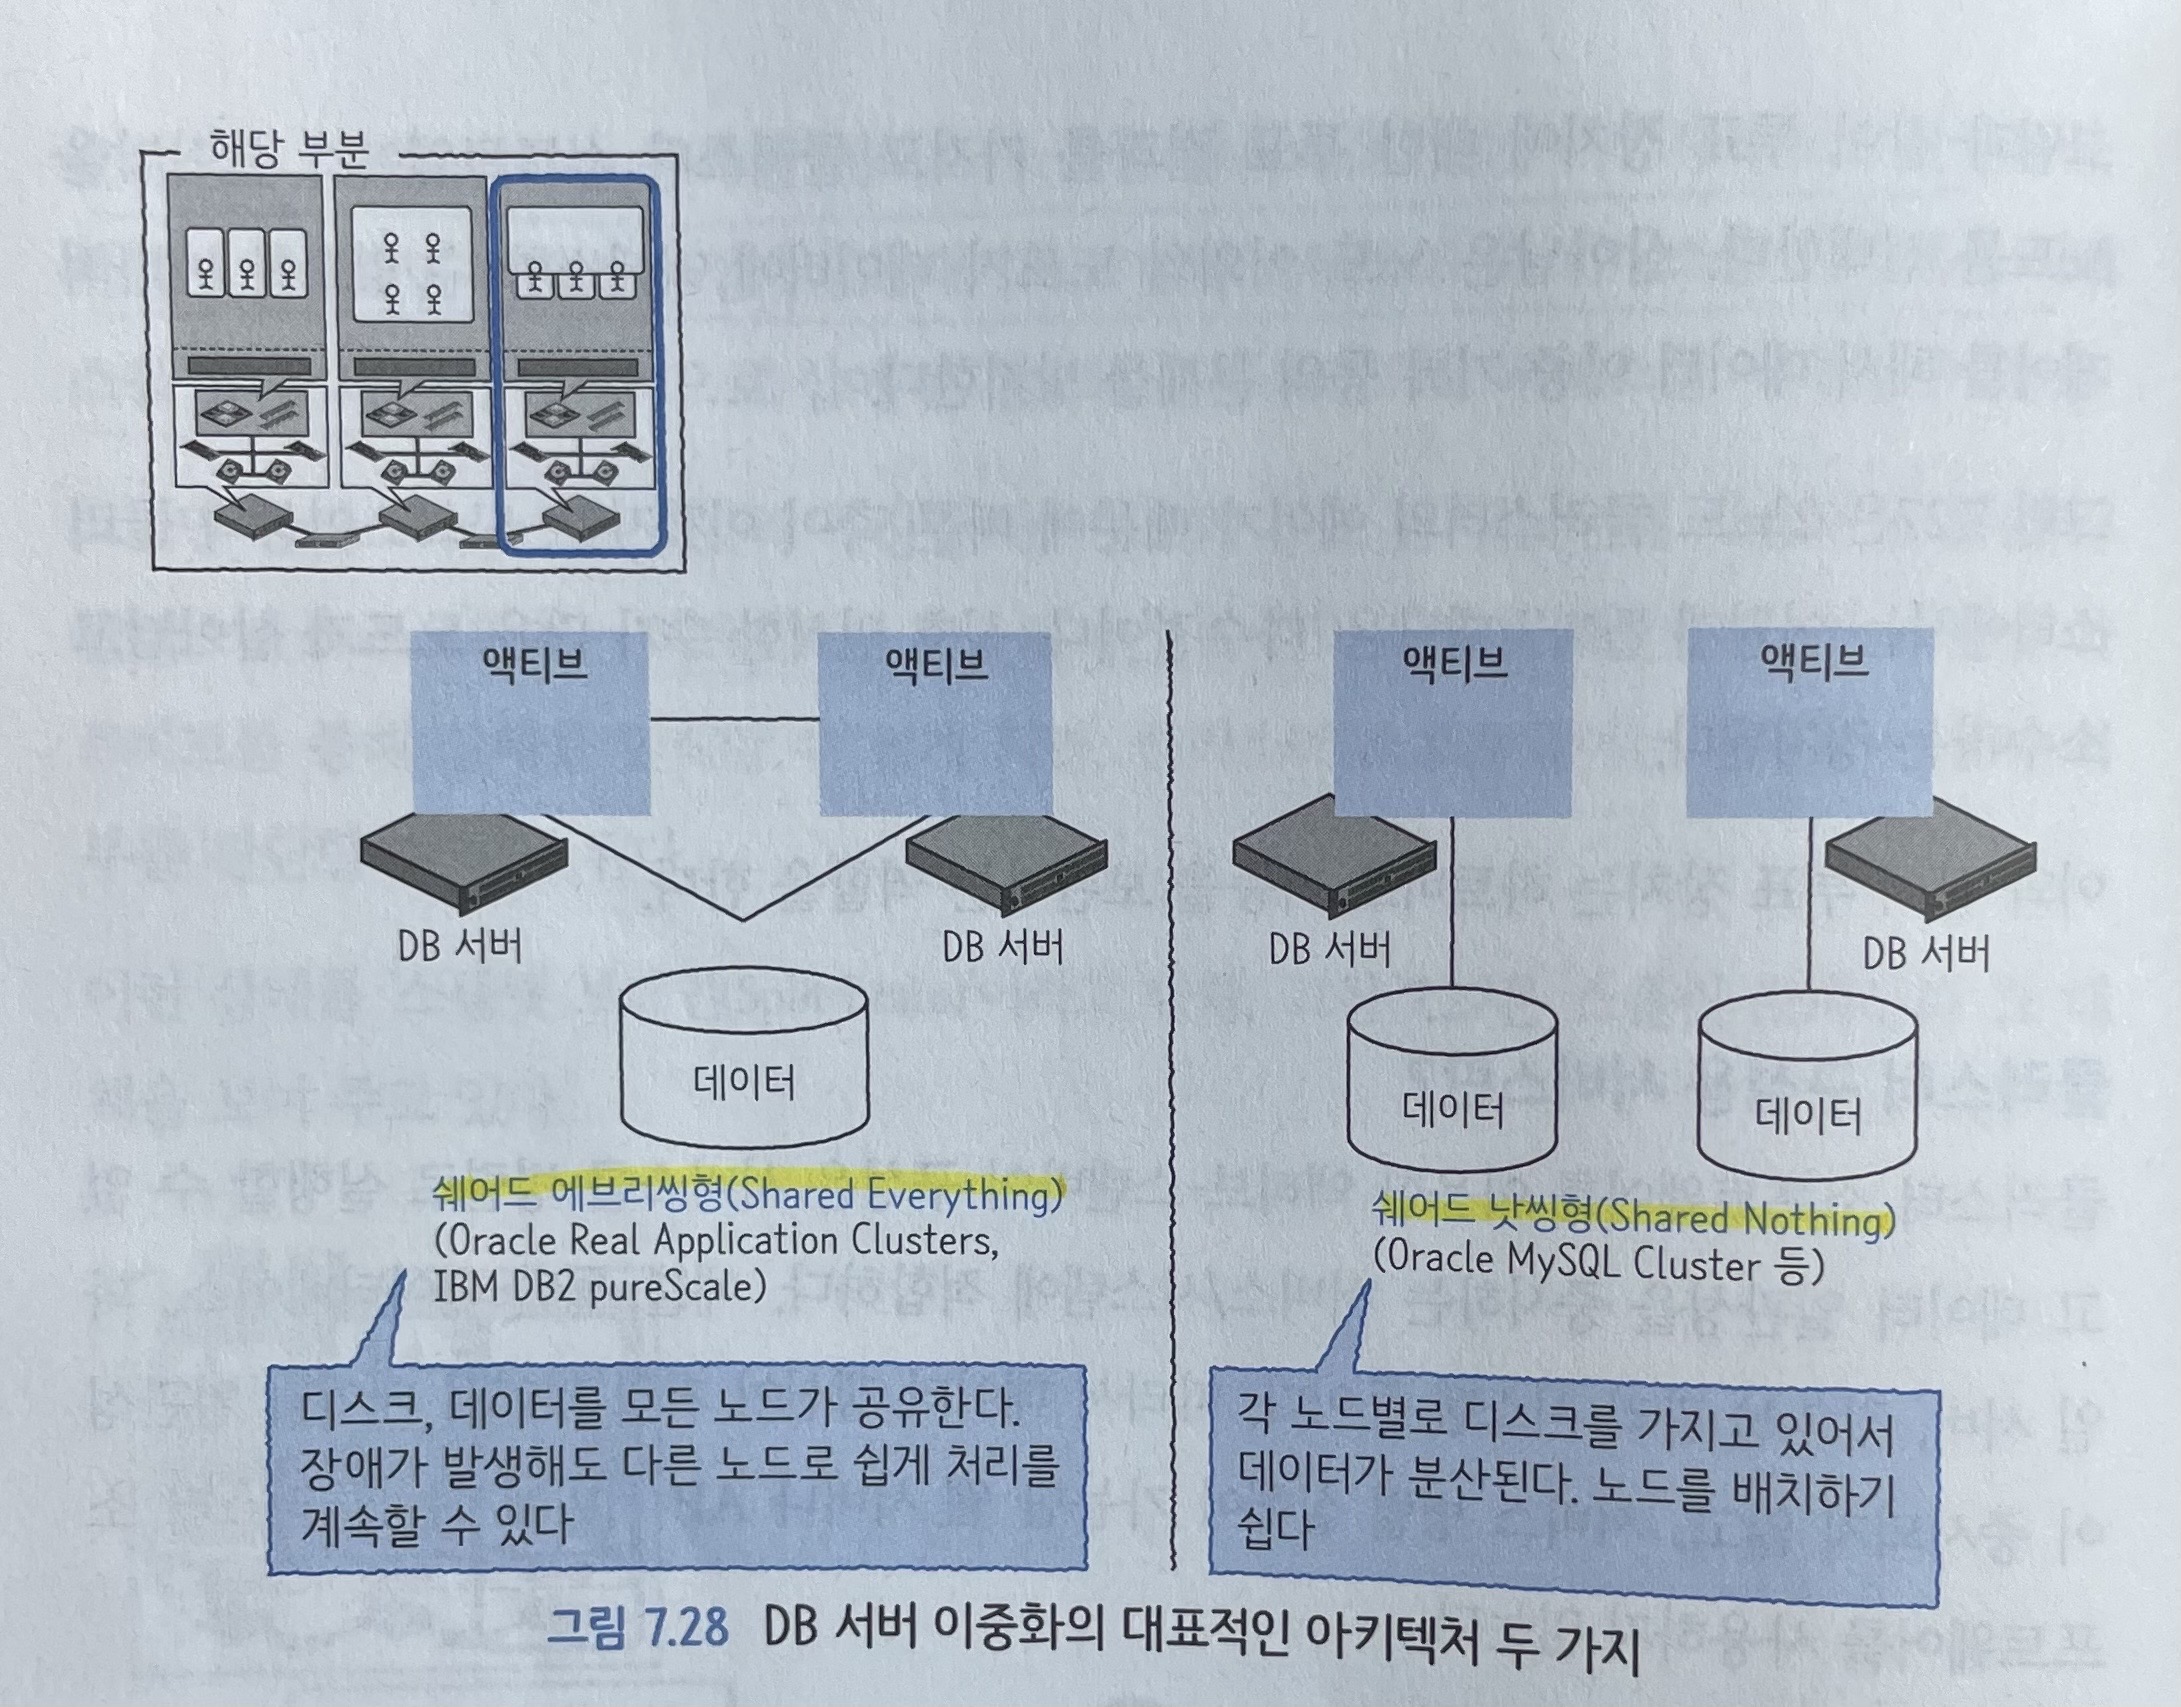 해당 부분
액티브
액티브
DB 서버
DB 서버
데이터
쉐어드 에브리씽형(Shared Everything)
(Oracle Real Application Clusters,
IBM DB2 pureScale)
디스크, 데이터를 모든 노드가 공유한다.
장애가 발생해도 다른 노드로 쉽게 처리를
계속할 수 있다
액티브
액티브
DB 서버
DB 서버
데이터
데이터
쉐어드 낫씽형(Shared Nothing)
(Oracle MySQL Cluster 등)
각 노드별로 디스크를 가지고 있어서
데이터가 분산된다. 노드를 배치하기
쉽다
그림 7.28 DB 서버 이중화의 대표적인 아키텍처 두 가지